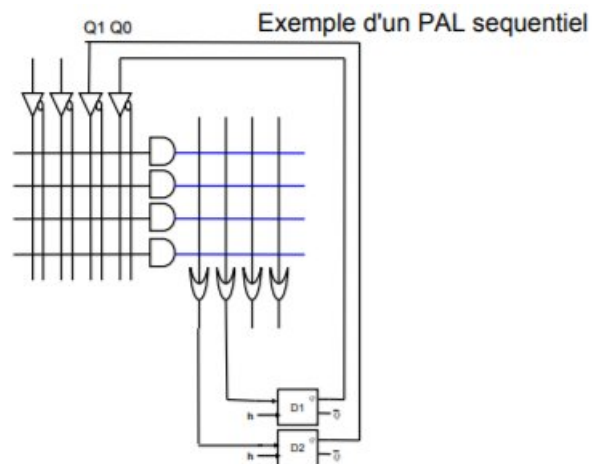 Exemple d'un PAL sequentiel
Q1 Q0
D1
Q
h
Q̅
D2
Q
h
Q̅